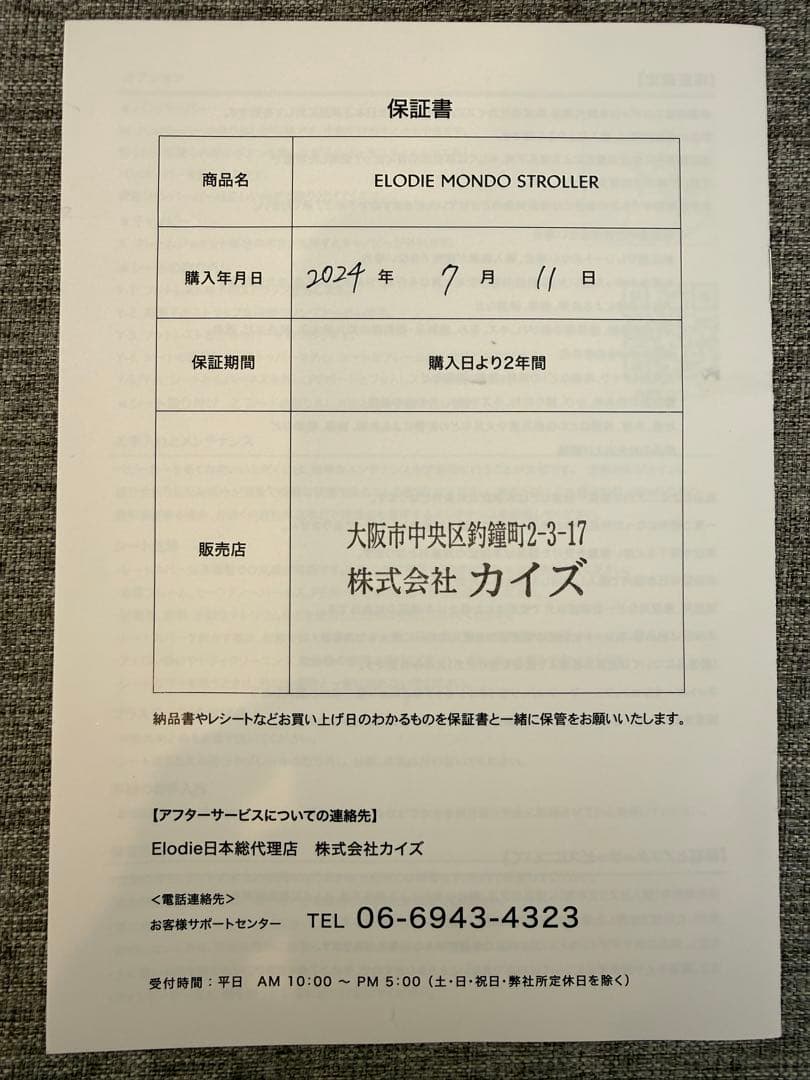 保証書
商品名 ELODIE MONDO STROLLER
購入年月日 2024 年 7 月 11 日
保証期間 購入日より2年間
販売店
大阪市中央区釣鐘町2-3-17
株式会社 カイズ
納品書やレシートなどお買い上げ日のわかるものを保証書と一緒に保管をお願いいたします。
【アフターサービスについての連絡先】
Elodie日本総代理店 株式会社カイズ
＜電話連絡先＞
お客様サポートセンター TEL 06-6943-4323
受付時間：平日 AM 10:00 ～ PM 5:00（土・日・祝日・弊社所定休日を除く）